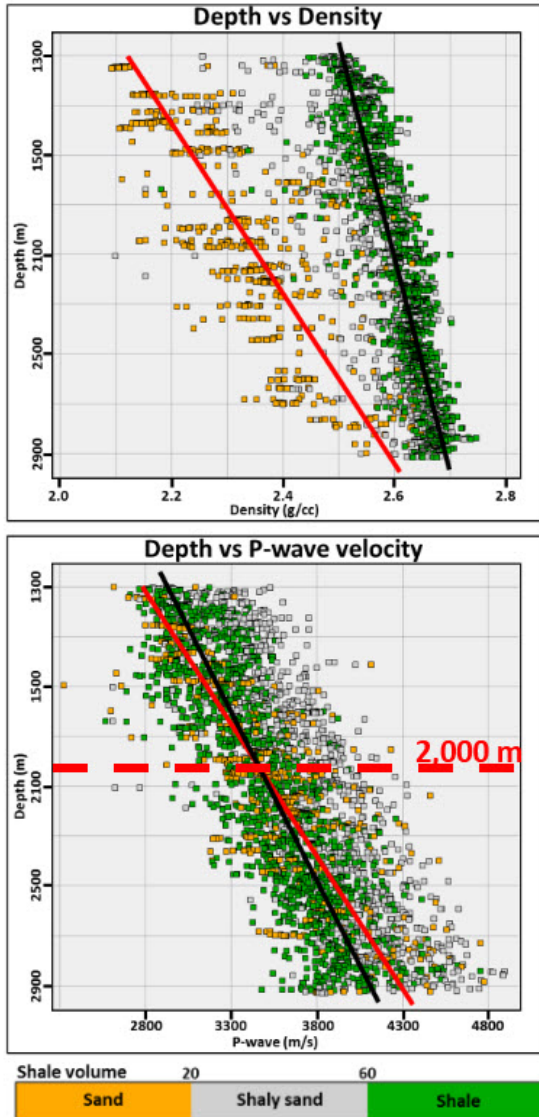 Depth vs Density
1300
1500
2100
2500
2900
Depth (m)
2.0 2.2 2.4 2.6 2.8
Density (g/cc)
Depth vs P-wave velocity
1300
1500
2,000 m
2100
2500
2900
Depth (m)
2800 3300 3800 4300 4800
P-wave (m/s)
Shale volume 20 60
Sand Shaly sand Shale